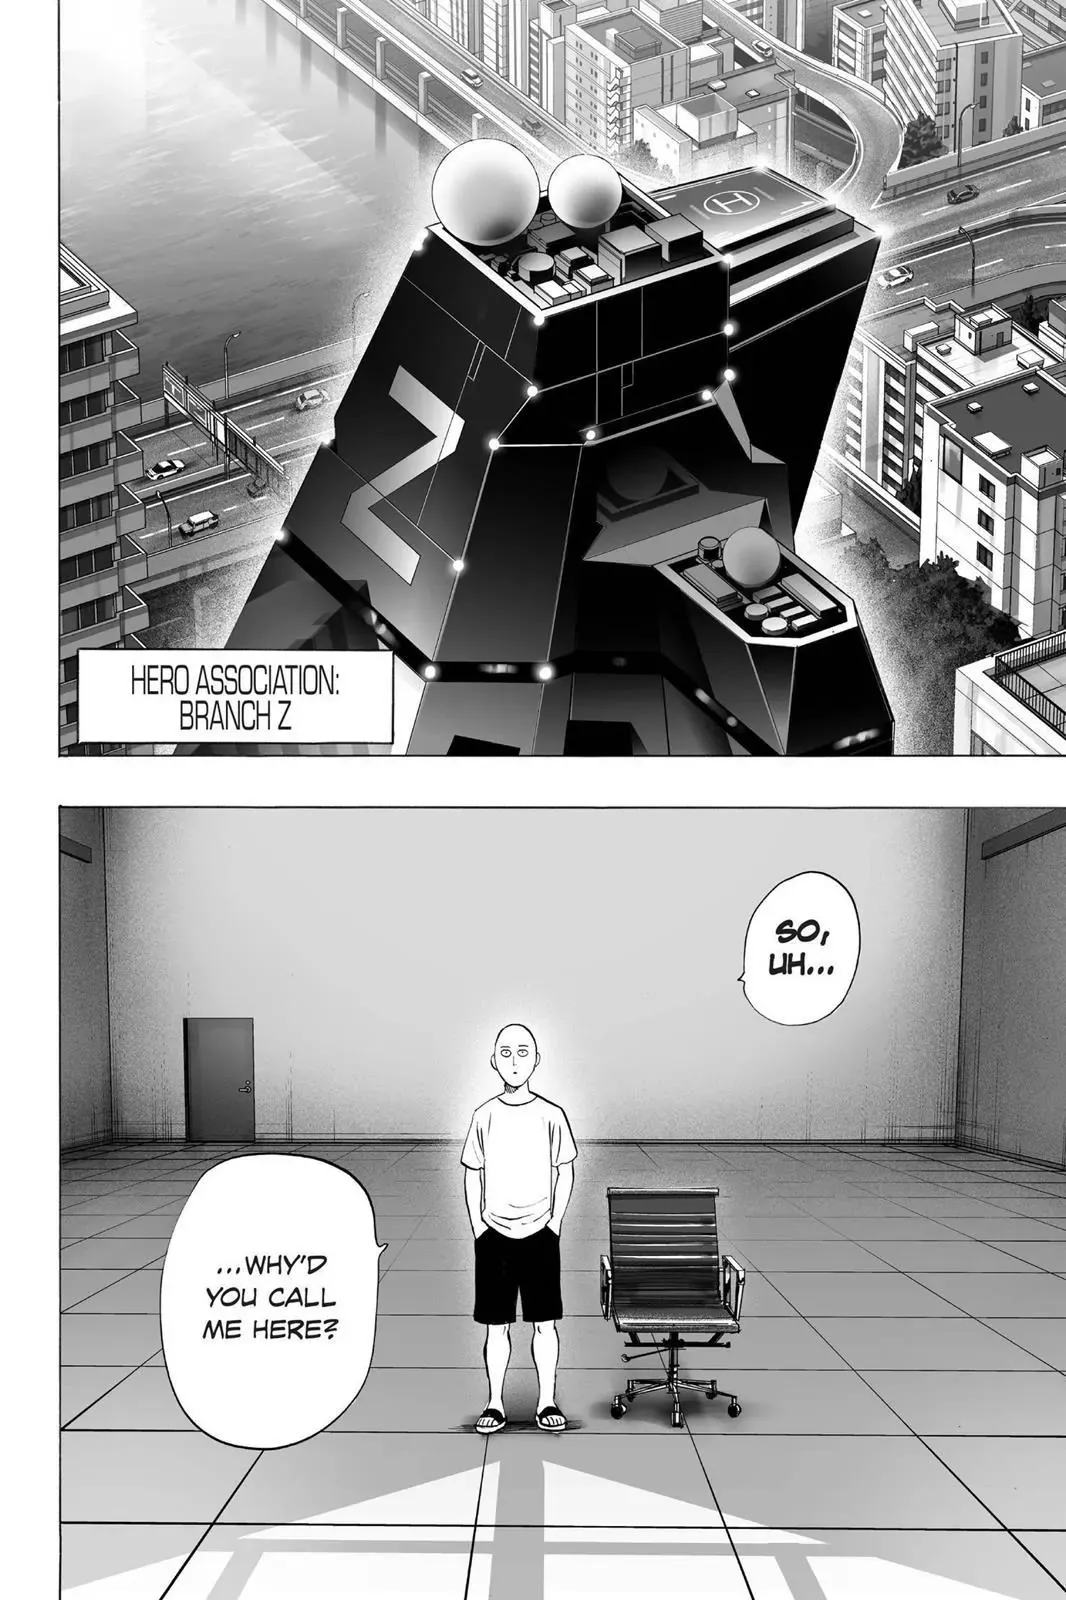 H
Z
HERO ASSOCIATION:
BRANCH Z
SO,
UH...
...WHY'D
YOU CALL
ME HERE?